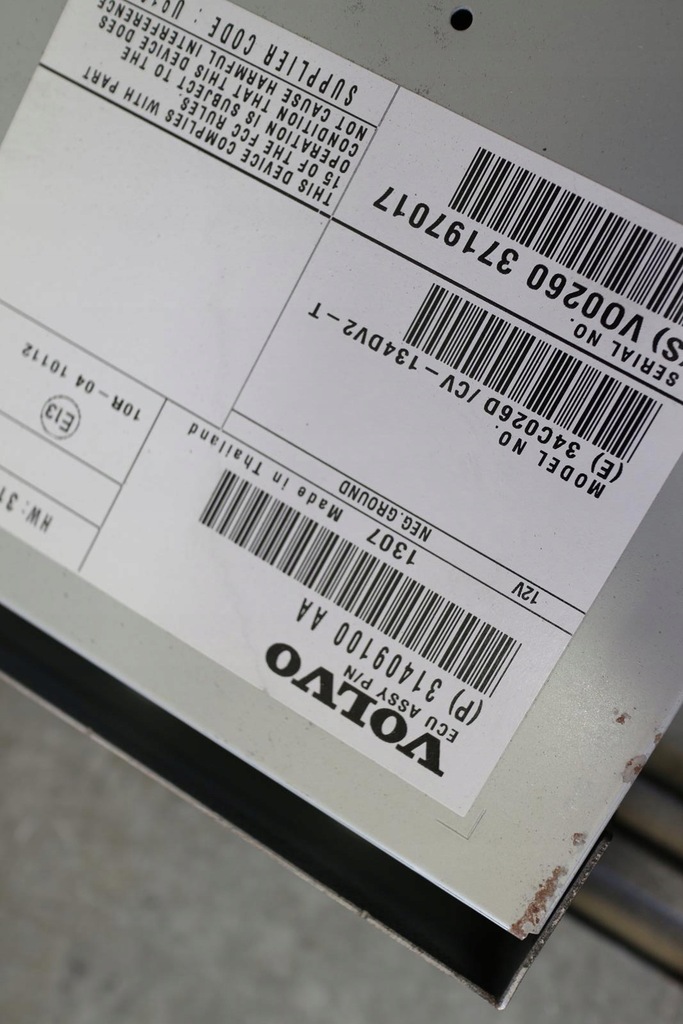 VOLVO
ECU ASSY P/N
(P) 31409100 AA
1307 Made in Thailand
12V NEG.GROUND
MODEL NO.
(E) 34C026D / CV-134DV2-T
SERIAL NO.
(S) V00260 37197017
HW: 31
E13
10R-04 10112
THIS DEVICE COMPLIES WITH PART
15 OF THE FCC RULES.
OPERATION IS SUBJECT TO THE
CONDITION THAT THIS DEVICE DOES
NOT CAUSE HARMFUL INTERFERENCE
SUPPLIER CODE :